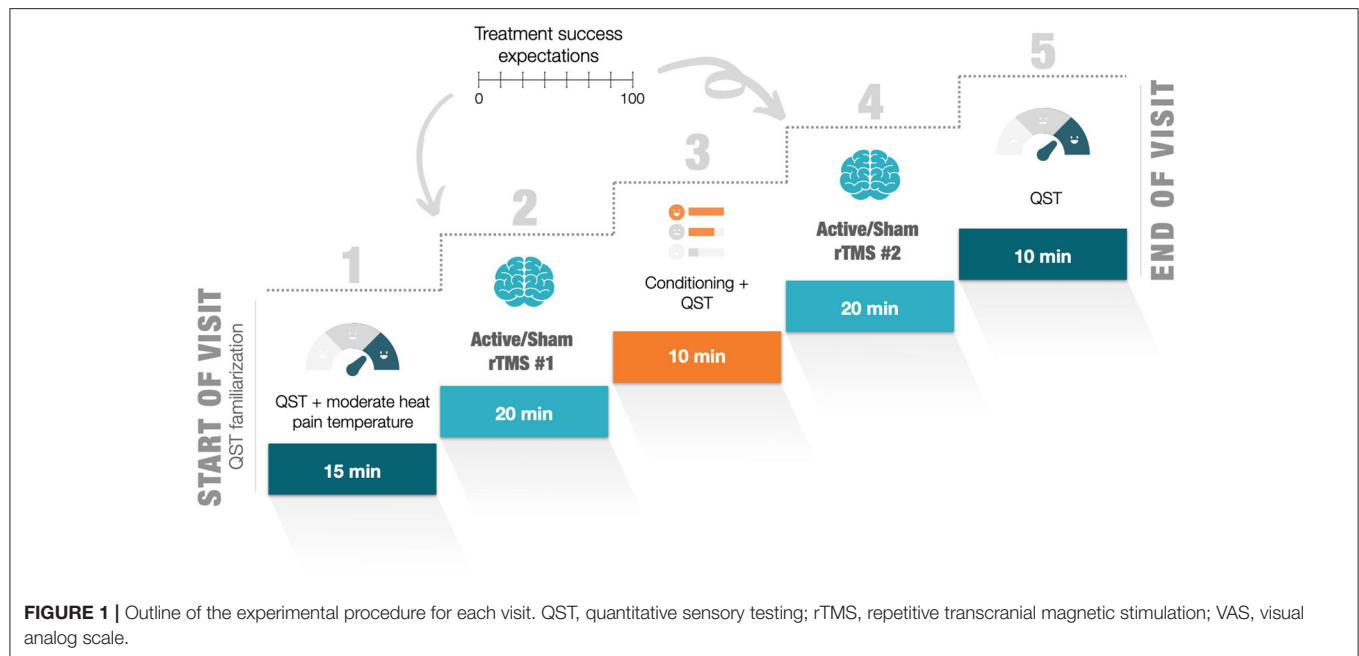 Treatment success
expectations
0 100
START OF VISIT
QST familiarization
1
QST + moderate heat
pain temperature
15 min
2
Active/Sham
rTMS #1
20 min
3
Conditioning +
QST
10 min
4
Active/Sham
rTMS #2
20 min
5
QST
10 min
END OF VISIT
FIGURE 1 | Outline of the experimental procedure for each visit. QST, quantitative sensory testing; rTMS, repetitive transcranial magnetic stimulation; VAS, visual
analog scale.